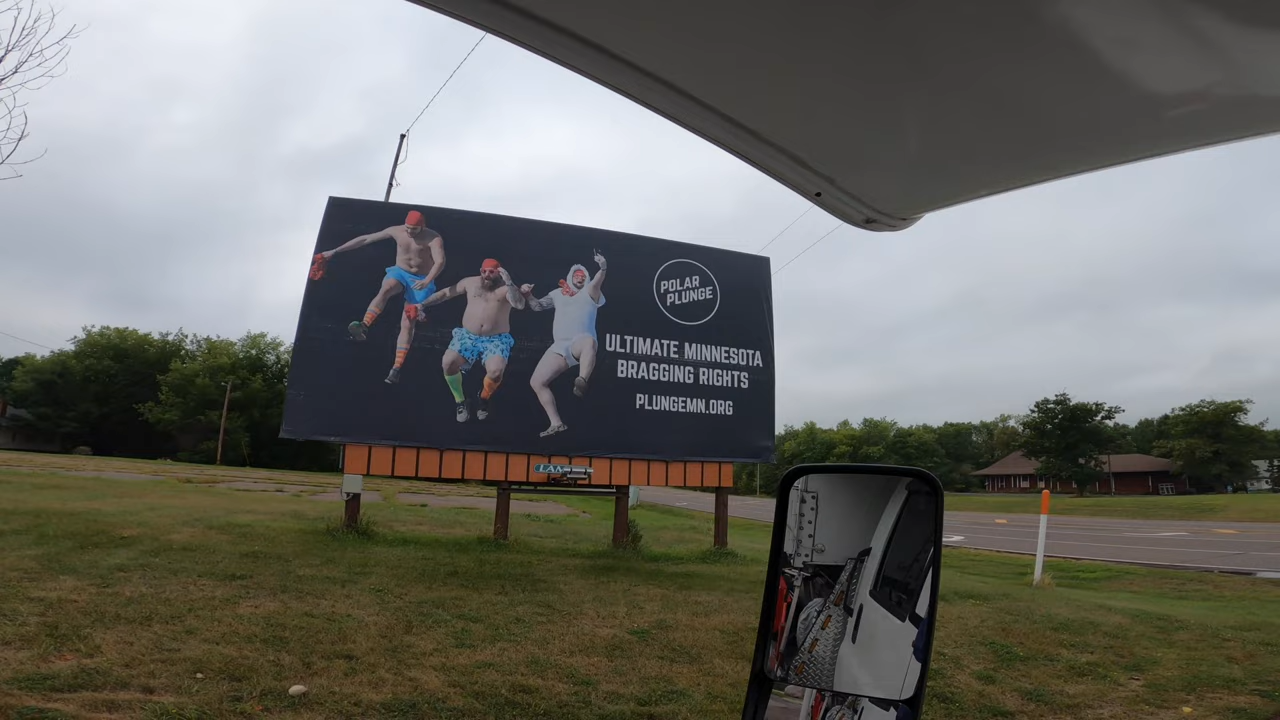 POLAR
PLUNGE
ULTIMATE MINNESOTA
BRAGGING RIGHTS
PLUNGEMN.ORG